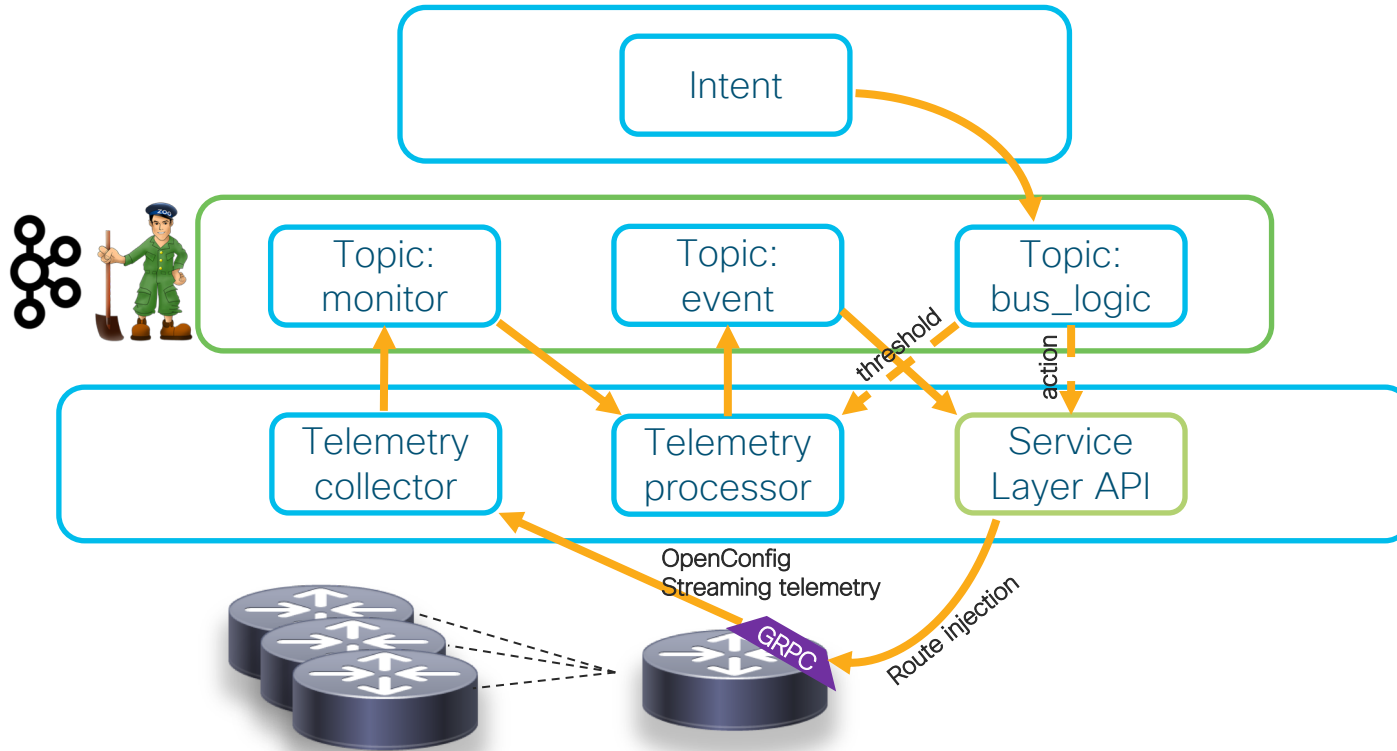 Intent
ZOO
Topic:
monitor
Topic:
event
Topic:
bus_logic
threshold
action
Telemetry
collector
Telemetry
processor
Service
Layer API
OpenConfig
Streaming telemetry
GRPC
Route injection